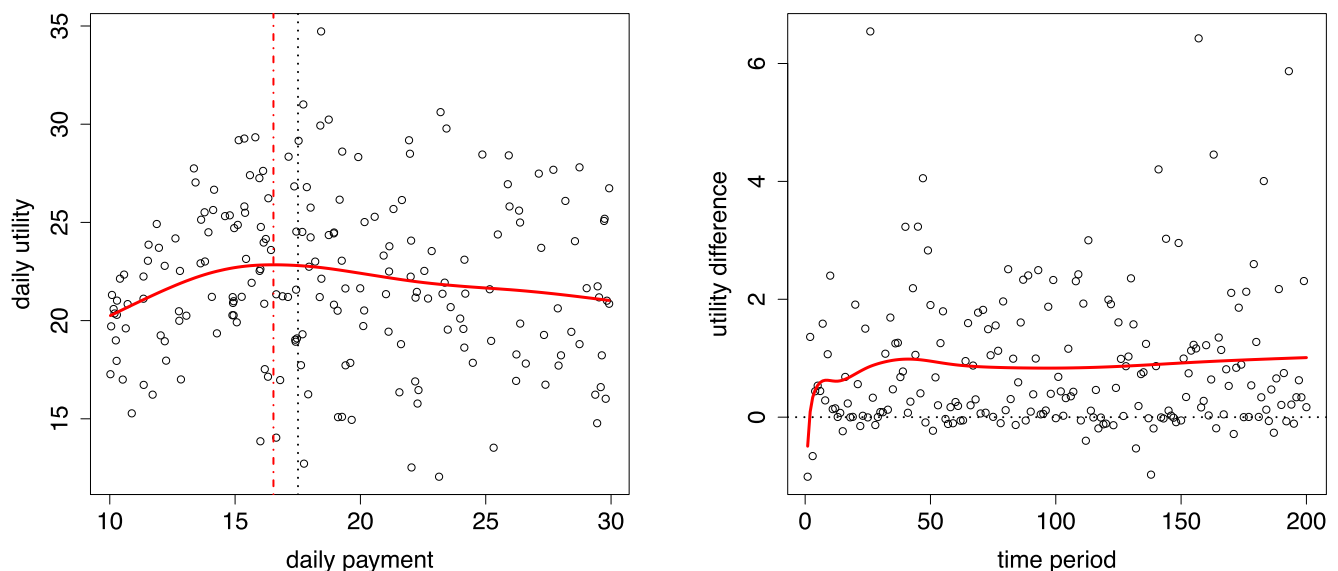 daily utility
35
30
25
20
15
10 15 20 25 30
daily payment
utility difference
6
4
2
0
0 50 100 150 200
time period